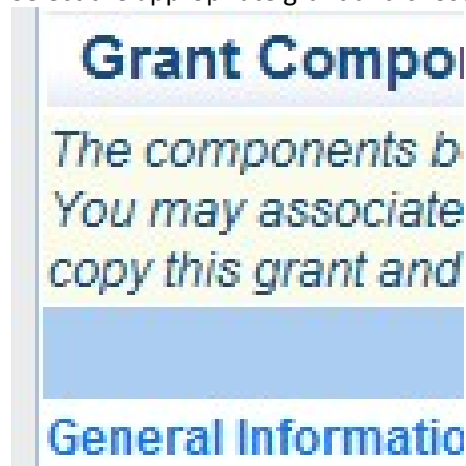 Grant Compo
The components b
You may associate
copy this grant and
General Informatio